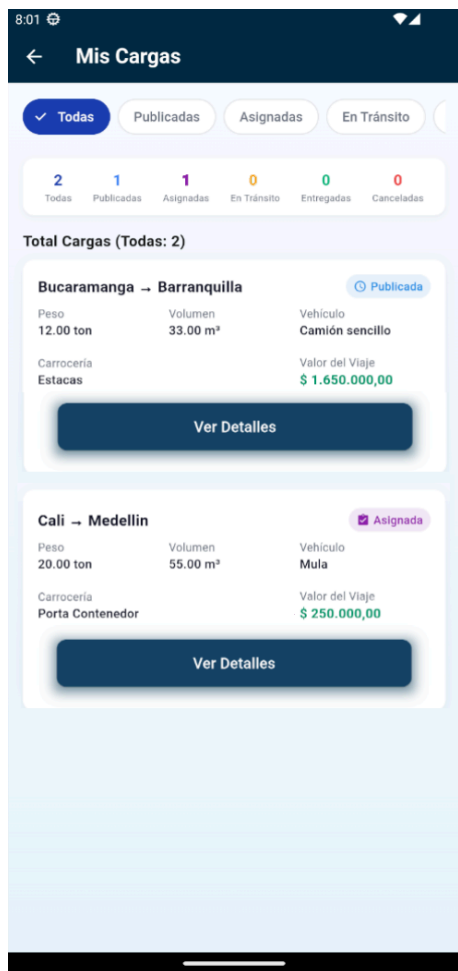 8:01
Mis Cargas
Todas Publicadas Asignadas En Tránsito
2 1 1 0 0 0
Todas Publicadas Asignadas En Tránsito Entregadas Canceladas
Total Cargas (Todas: 2)
Bucaramanga → Barranquilla Publicada
Peso Volumen Vehículo
12.00 ton 33.00 m³ Camión sencillo
Carrocería Valor del Viaje
Estacas $ 1.650.000,00
Ver Detalles
Cali → Medellin Asignada
Peso Volumen Vehículo
20.00 ton 55.00 m³ Mula
Carrocería Valor del Viaje
Porta Contenedor $ 250.000,00
Ver Detalles